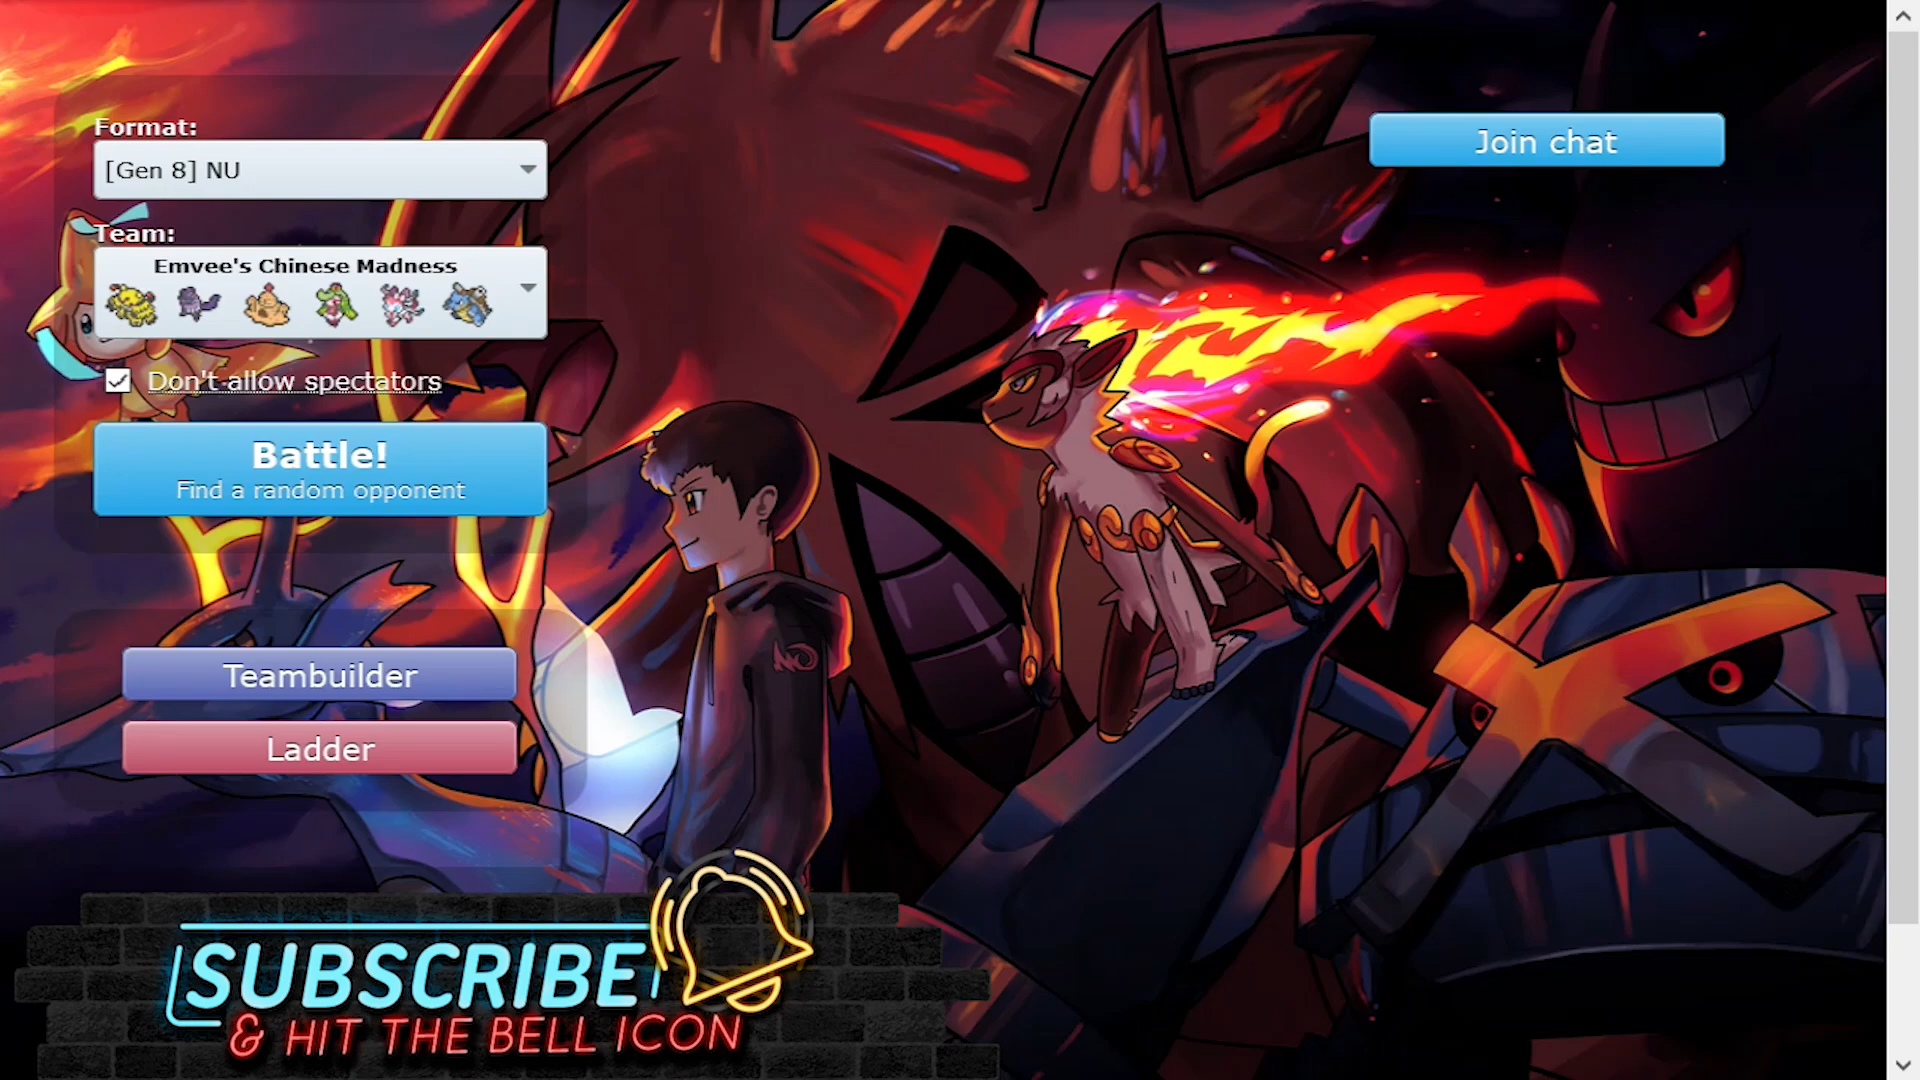 Format:
[Gen 8] NU
Team:
Emvee's Chinese Madness
Don't allow spectators
Battle!
Find a random opponent
Join chat
Teambuilder
Ladder
SUBSCRIBE
& HIT THE BELL ICON